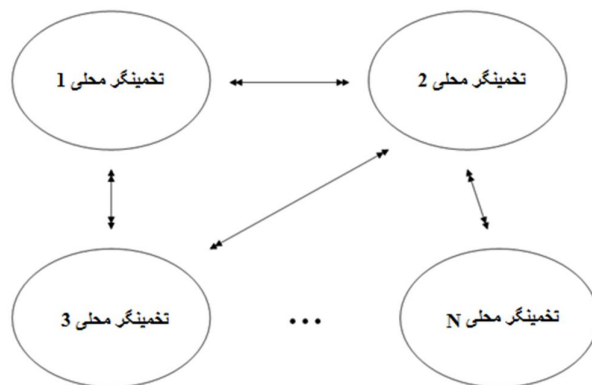 تخمینگر محلی 1
تخمینگر محلی 2
تخمینگر محلی 3
...
تخمینگر محلی N